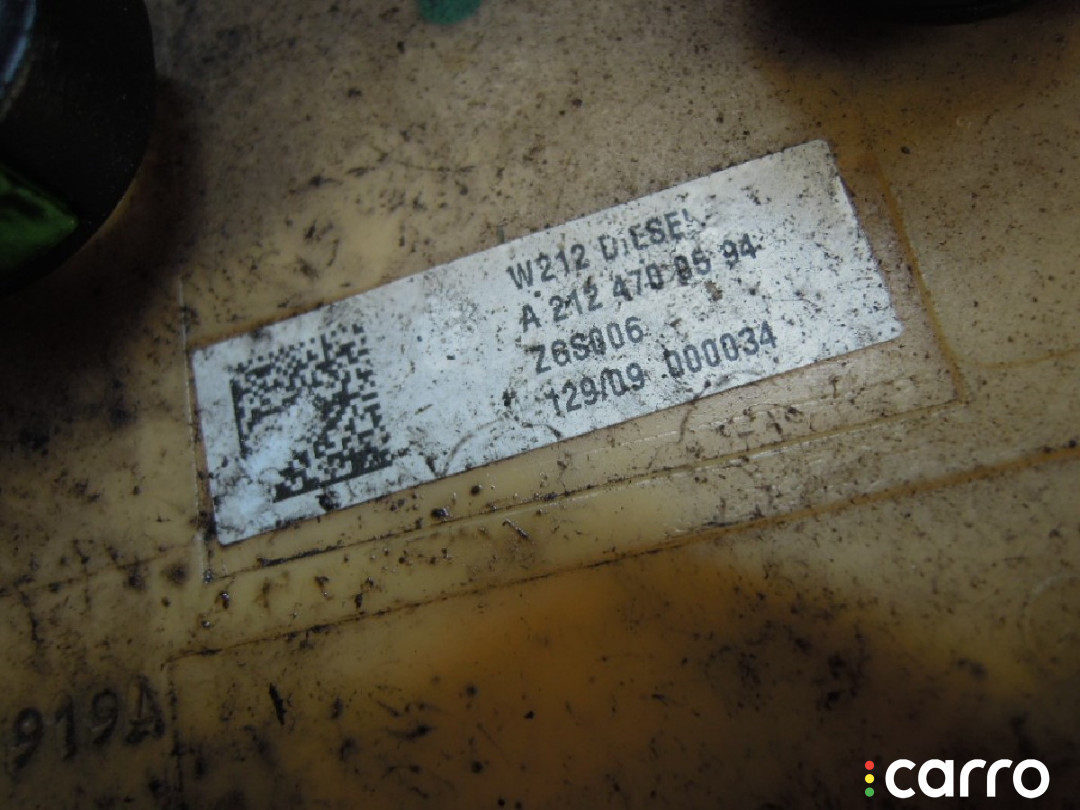 W212 DIESEL
A 212 470 05 94
Z6S006
129/09 000034
919A
carro